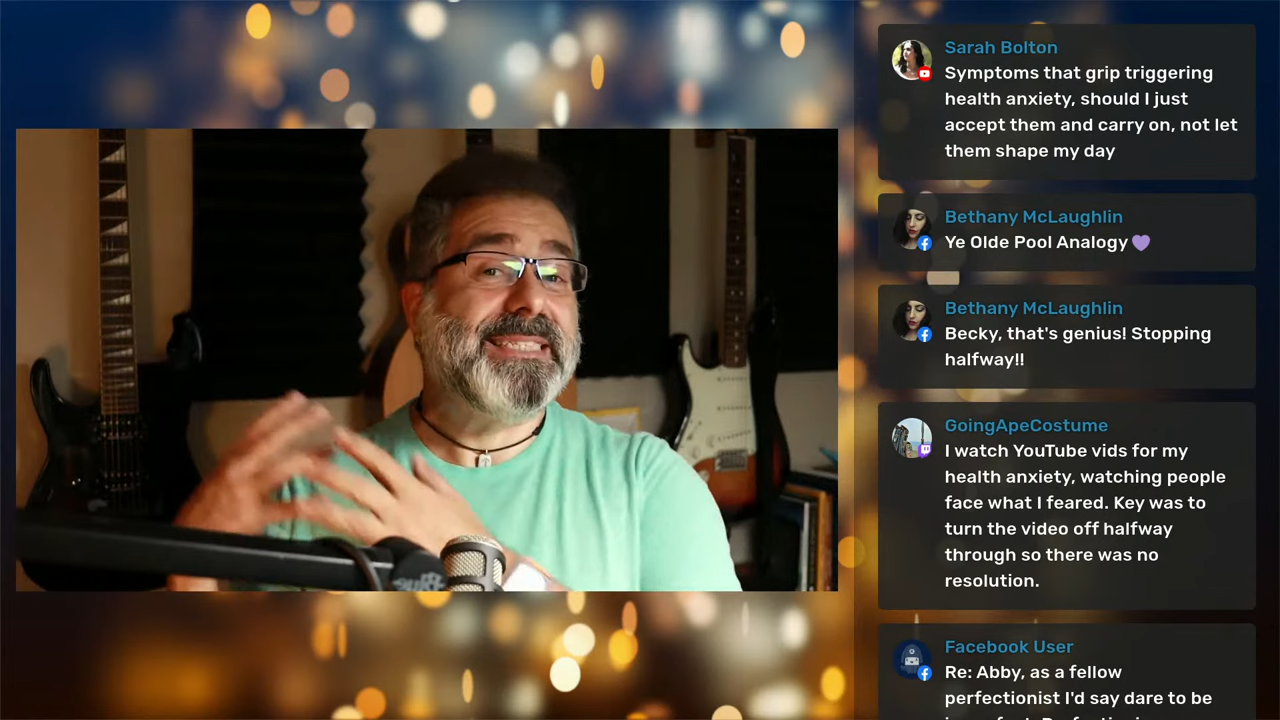 Sarah Bolton
Symptoms that grip triggering
health anxiety, should I just
accept them and carry on, not let
them shape my day
Bethany McLaughlin
Ye Olde Pool Analogy💜
Bethany McLaughlin
Becky, that's genius! Stopping
halfway!!
GoingApeCostume
I watch YouTube vids for my
health anxiety, watching people
face what I feared. Key was to
turn the video off halfway
through so there was no
resolution.
Facebook User
Re: Abby, as a fellow
perfectionist I'd say dare to be